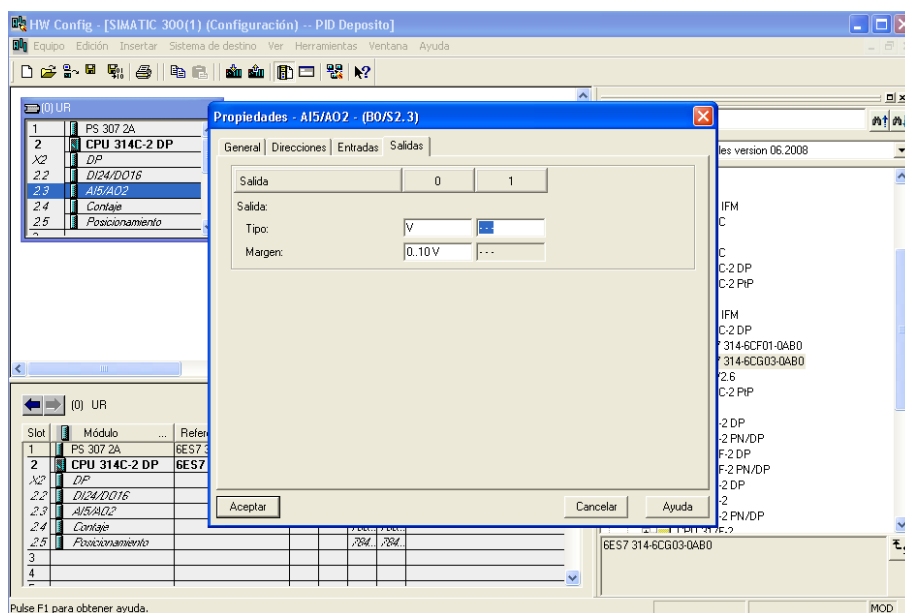 HW Config - [SIMATIC 300(1) (Configuración) -- PID Deposito]
Equipo Edición Insertar Sistema de destino Ver Herramientas Ventana Ayuda
(0) UR
1 PS 307 2A
2 CPU 314C-2 DP
X2 DP
2.2 DI24/DO16
2.3 AI5/AO2
2.4 Contaje
2.5 Posicionamiento
Propiedades - AI5/AO2 - (B0/S2.3)
General Direcciones Entradas Salidas
Salida 0 1
Salida:
Tipo: V ---
Margen: 0..10 V ---
Aceptar Cancelar Ayuda
les version 06.2008
IFM
C
C
C-2 DP
C-2 PtP
IFM
C-2 DP
314-6CF01-0AB0
314-6CG03-0AB0
/2.6
C-2 PtP
-2 DP
-2 PN/DP
F-2 DP
F-2 PN/DP
-2 DP
-2
-2 PN/DP
6ES7 314-6CG03-0AB0
(0) UR
Slot Módulo ... Refere
1 PS 307 2A 6ES7 3
2 CPU 314C-2 DP 6ES7
X2 DP
2.2 DI24/DO16
2.3 AI5/AO2
2.4 Contaje
2.5 Posicionamiento 784... 784...
3
4
Pulse F1 para obtener ayuda. MOD